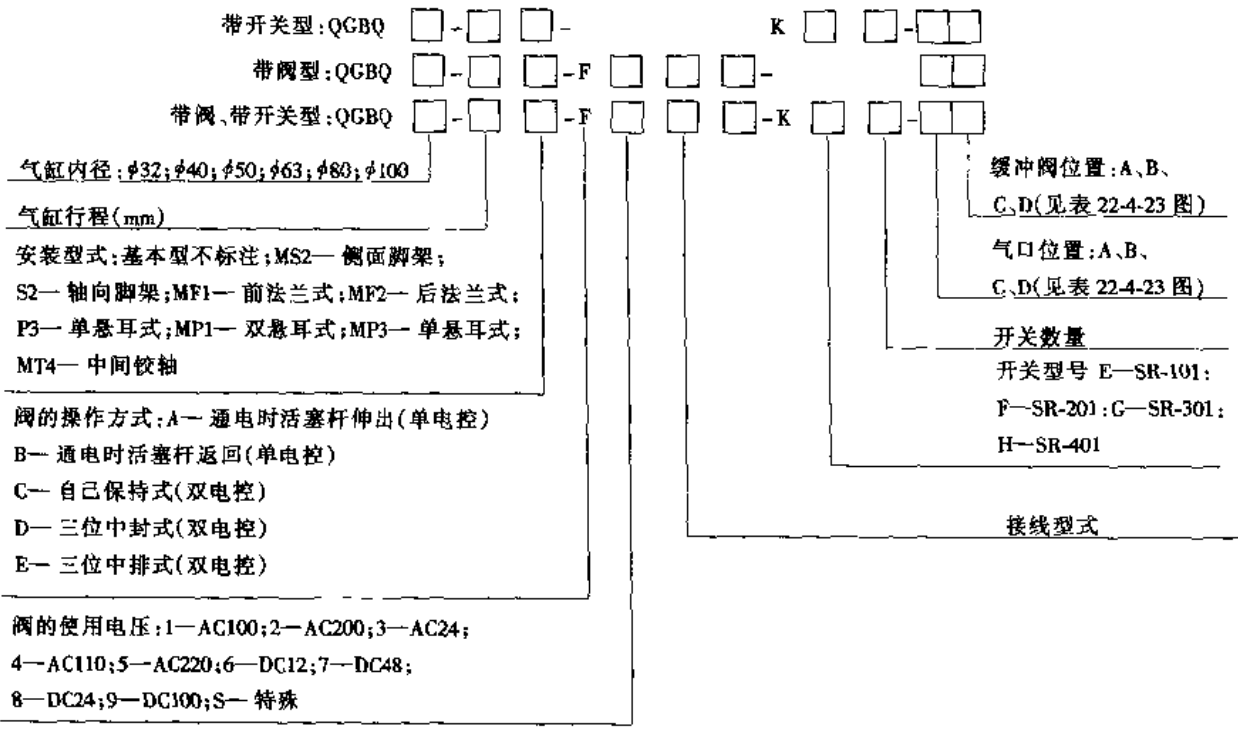 带开关型:QGBQ □-□ □- K □ □-□□
带阀型:QGBQ □-□ □-F □ □ □- □□
带阀、带开关型:QGBQ □-□ □-F □ □ □-K □ □-□□
气缸内径:φ32;φ40;φ50;φ63;φ80;φ100
气缸行程(mm)
安装型式:基本型不标注;MS2—侧面脚架;
S2—轴向脚架;MF1—前法兰式;MF2—后法兰式;
P3—单悬耳式;MP1—双悬耳式;MP3—单悬耳式;
MT4—中间铰轴
阀的操作方式:A—通电时活塞杆伸出(单电控)
B—通电时活塞杆返回(单电控)
C—自己保持式(双电控)
D—三位中封式(双电控)
E—三位中排式(双电控)
阀的使用电压:1—AC100;2—AC200;3—AC24;
4—AC110;5—AC220;6—DC12;7—DC48;
8—DC24;9—DC100;S—特殊
缓冲阀位置:A、B、
C、D(见表 22-4-23 图)
气口位置:A、B、
C、D(见表 22-4-23 图)
开关数量
开关型号 E—SR-101;
F—SR-201;G—SR-301;
H—SR-401
接线型式